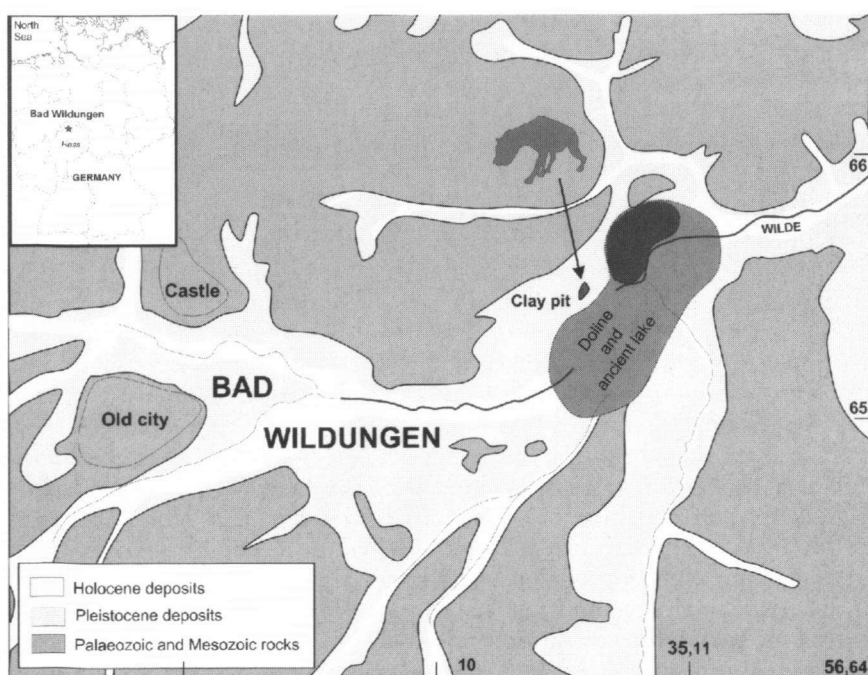 North
Sea
Bad Wildungen
GERMANY
66
WILDE
Castle
Clay pit
Doline
and
ancient lake
BAD
Old city
65
WILDUNGEN
Holocene deposits
Pleistocene deposits
Palaeozoic and Mesozoic rocks
10
35,11
56,64